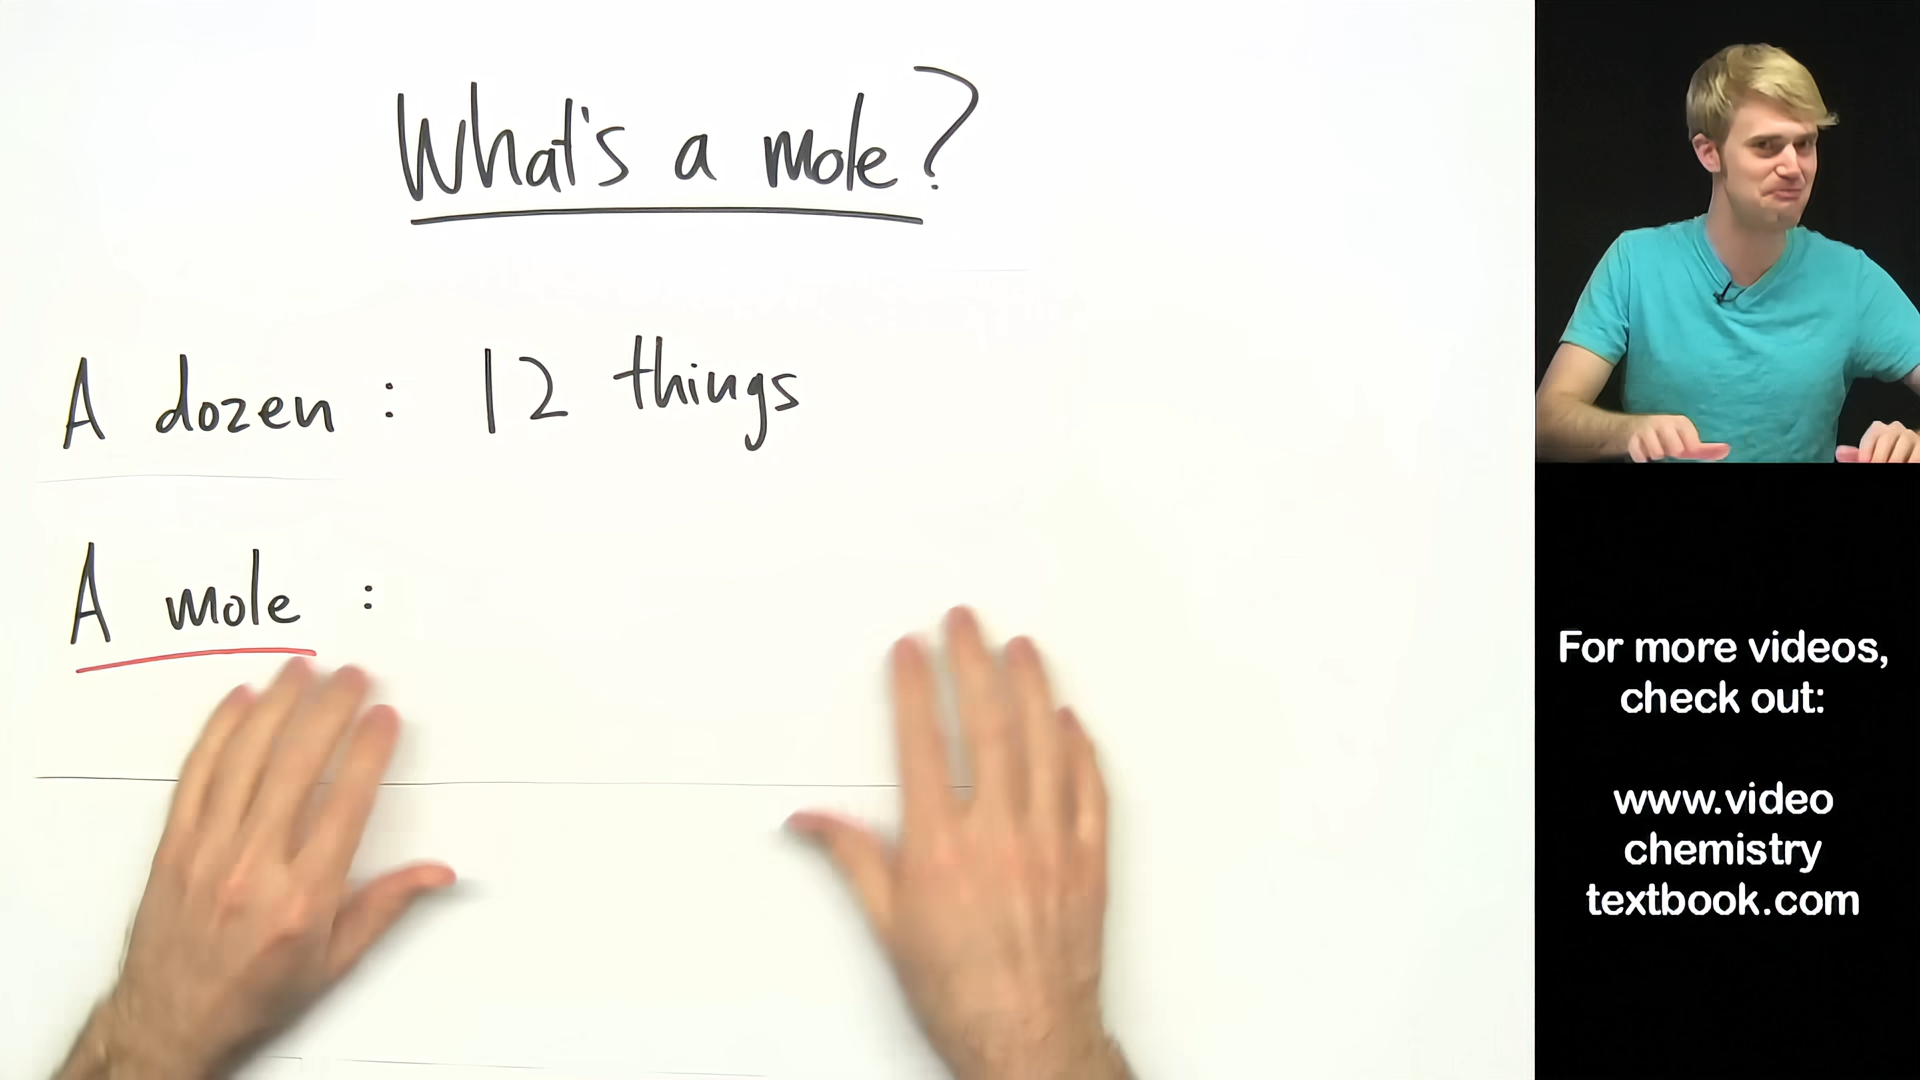 What's a mole?
A dozen : 12 things
A mole :
For more videos,
check out:
www.video
chemistry
textbook.com